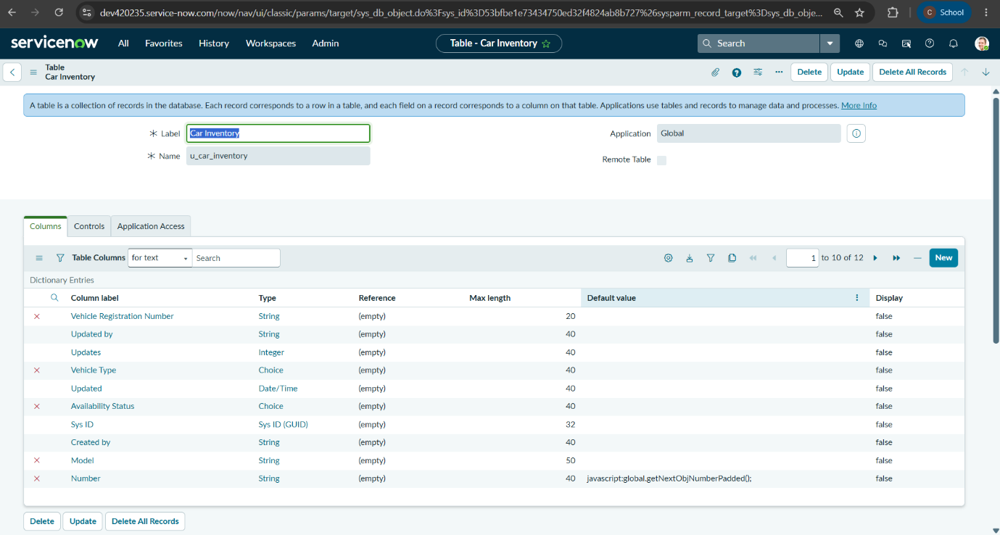 dev420235.service-now.com/now/nav/ui/classic/params/target/sys_db_object.do%3Fsys_id%3D53bfbe1e73434750ed32f4824ab8b727%26sysparm_record_target%3Dsys_db_obje...
C School
servicenow All Favorites History Workspaces Admin Table - Car Inventory Search
Table
Car Inventory
Delete Update Delete All Records
A table is a collection of records in the database. Each record corresponds to a row in a table, and each field on a record corresponds to a column on that table. Applications use tables and records to manage data and processes. More Info
Label Car Inventory Application Global
Name u_car_inventory Remote Table
Columns Controls Application Access
Table Columns for text Search 1 to 10 of 12 New
Dictionary Entries
Column label Type Reference Max length Default value Display
Vehicle Registration Number String (empty) 20 false
Updated by String (empty) 40 false
Updates Integer (empty) 40 false
Vehicle Type Choice (empty) 40 false
Updated Date/Time (empty) 40 false
Availability Status Choice (empty) 40 false
Sys ID Sys ID (GUID) (empty) 32 false
Created by String (empty) 40 false
Model String (empty) 50 false
Number String (empty) 40 javascript:global.getNextObjNumberPadded(); false
Delete Update Delete All Records